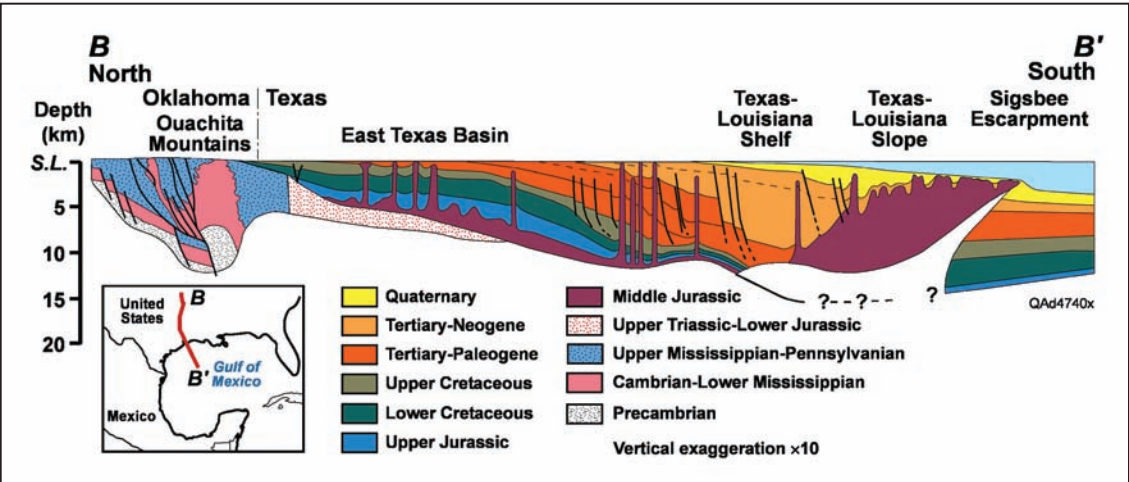 B
North
B'
South
Depth
(km)
Oklahoma
Texas
Ouachita
Mountains
East Texas Basin
Texas-
Louisiana
Shelf
Texas-
Louisiana
Slope
Sigsbee
Escarpment
S.L.
5
10
15
20
?--?-- 
?
QAd4740x
United
States
B
B'
Gulf of
Mexico
Mexico
Quaternary
Tertiary-Neogene
Tertiary-Paleogene
Upper Cretaceous
Lower Cretaceous
Upper Jurassic
Middle Jurassic
Upper Triassic-Lower Jurassic
Upper Mississippian-Pennsylvanian
Cambrian-Lower Mississippian
Precambrian
Vertical exaggeration ×10